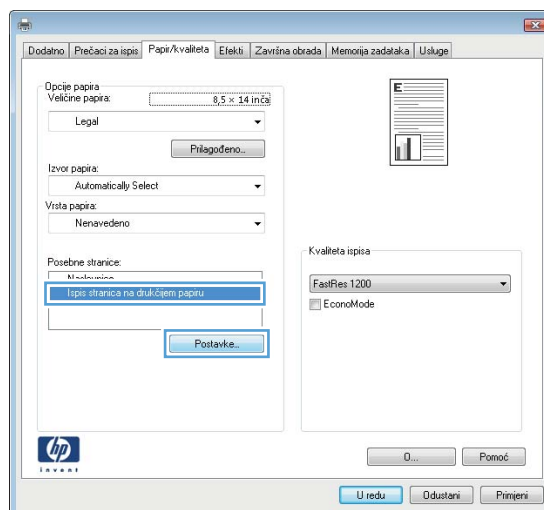 Dodatno Prečaci za ispis Papir/kvaliteta Efekti Završna obrada Memorija zadataka Usluge
Opcije papira
Veličine papira: 8,5 × 14 inča
Legal
Prilagođeno...
Izvor papira:
Automatically Select
Vrsta papira:
Nenavedeno
Posebne stranice:
Naslovnice
Ispis stranica na drukčijem papiru
Postavke...
E
Kvaliteta ispisa
FastRes 1200
EconoMode
hp
invent
O...
Pomoć
U redu Odustani Primjeni